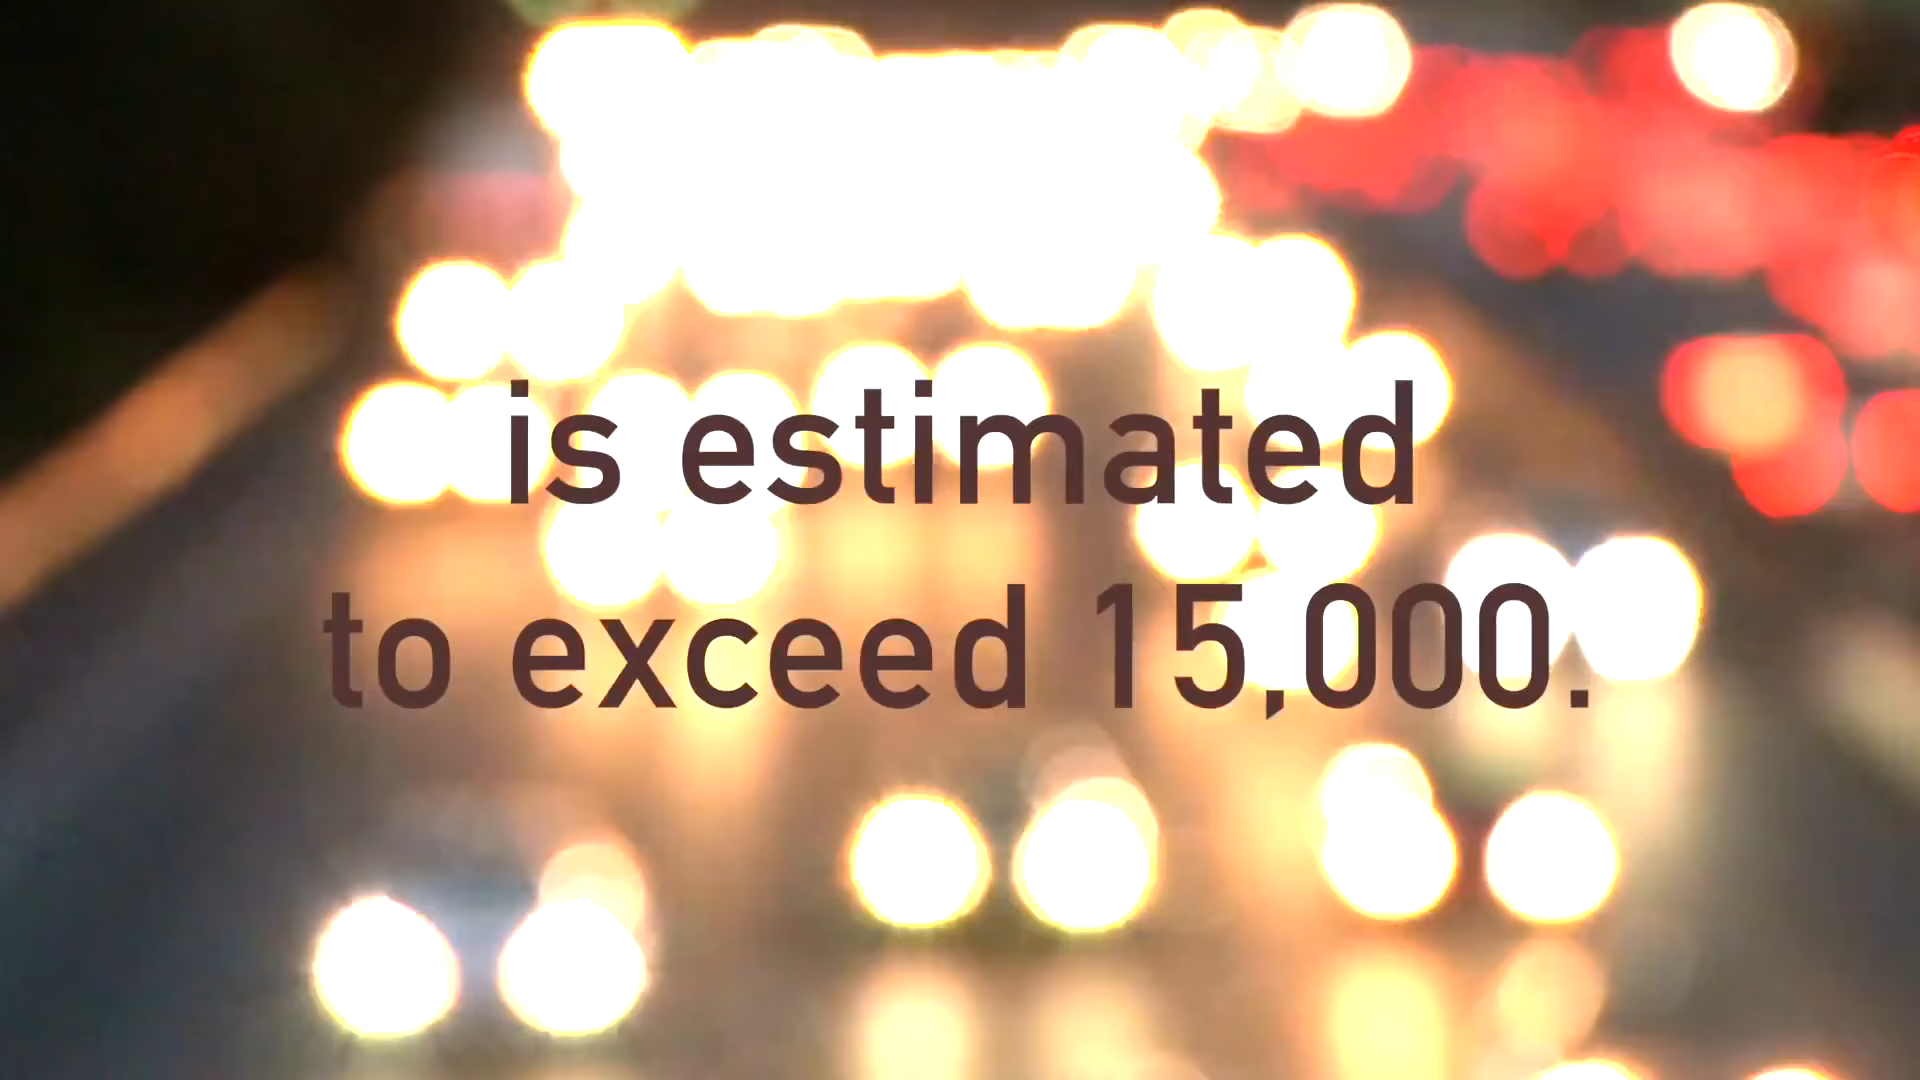 is estimated
to exceed 15,000.